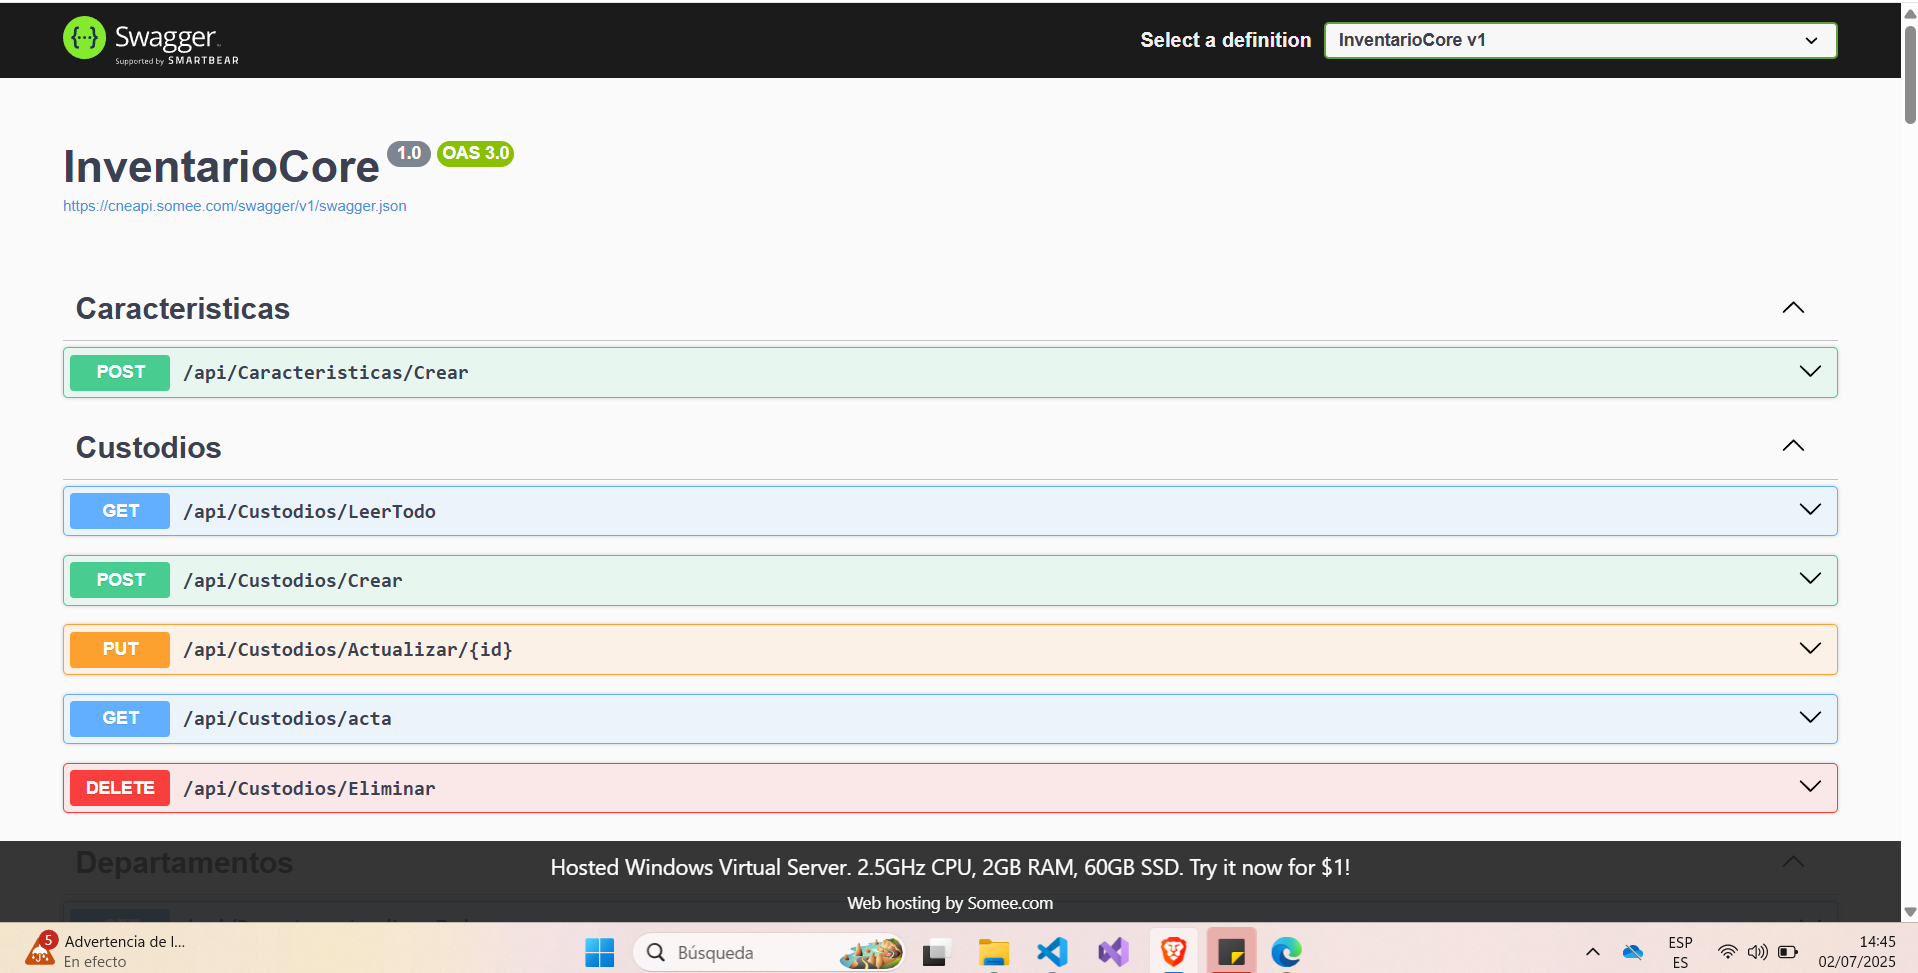 Swagger
Supported by SMARTBEAR
Select a definition
InventarioCore v1
InventarioCore 1.0 OAS 3.0
https://cneapi.somee.com/swagger/v1/swagger.json
Caracteristicas
POST /api/Caracteristicas/Crear
Custodios
GET /api/Custodios/LeerTodo
POST /api/Custodios/Crear
PUT /api/Custodios/Actualizar/{id}
GET /api/Custodios/acta
DELETE /api/Custodios/Eliminar
Departamentos
Hosted Windows Virtual Server. 2.5GHz CPU, 2GB RAM, 60GB SSD. Try it now for $1!
Web hosting by Somee.com
5
Advertencia de l...
En efecto
Búsqueda
ESP
ES
14:45
02/07/2025